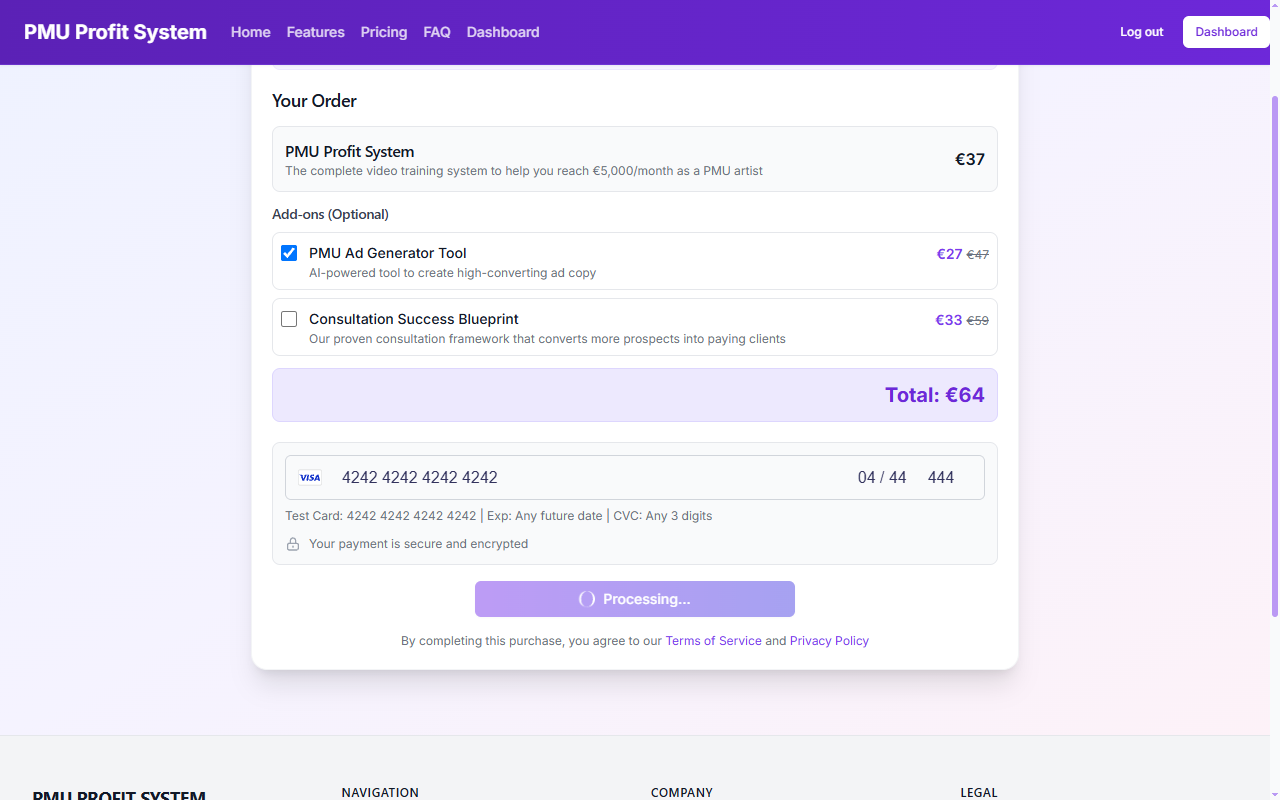 PMU Profit System Home Features Pricing FAQ Dashboard Log out Dashboard
Your Order
PMU Profit System
The complete video training system to help you reach €5,000/month as a PMU artist
€37
Add-ons (Optional)
PMU Ad Generator Tool
€27 €47
AI-powered tool to create high-converting ad copy
Consultation Success Blueprint
€33 €59
Our proven consultation framework that converts more prospects into paying clients
Total: €64
VISA 4242 4242 4242 4242 04 / 44 444
Test Card: 4242 4242 4242 4242 | Exp: Any future date | CVC: Any 3 digits
Your payment is secure and encrypted
Processing...
By completing this purchase, you agree to our Terms of Service and Privacy Policy
PMU PROFIT SYSTEM NAVIGATION COMPANY LEGAL